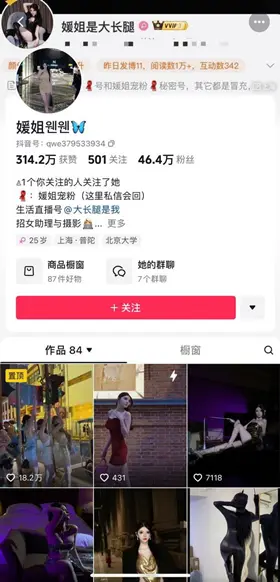 媛姐是大长腿
昨日发博11，阅读数1万+，互动数342
号和媛姐宠粉 秘密号，其它都是冒充，
媛姐웬웬
抖音号：qwe379533934
314.2万 获赞 501 关注 46.4万 粉丝
1个你关注的人关注了她
：媛姐宠粉（这里私信会回）
生活直播号@大长腿是我
招女助理与摄影 ... 更多
25岁 上海·普陀 北京大学
商品橱窗 她的群聊
87件好物 7个群聊
+ 关注
作品 84 橱窗
置顶
18.2万 431 7118